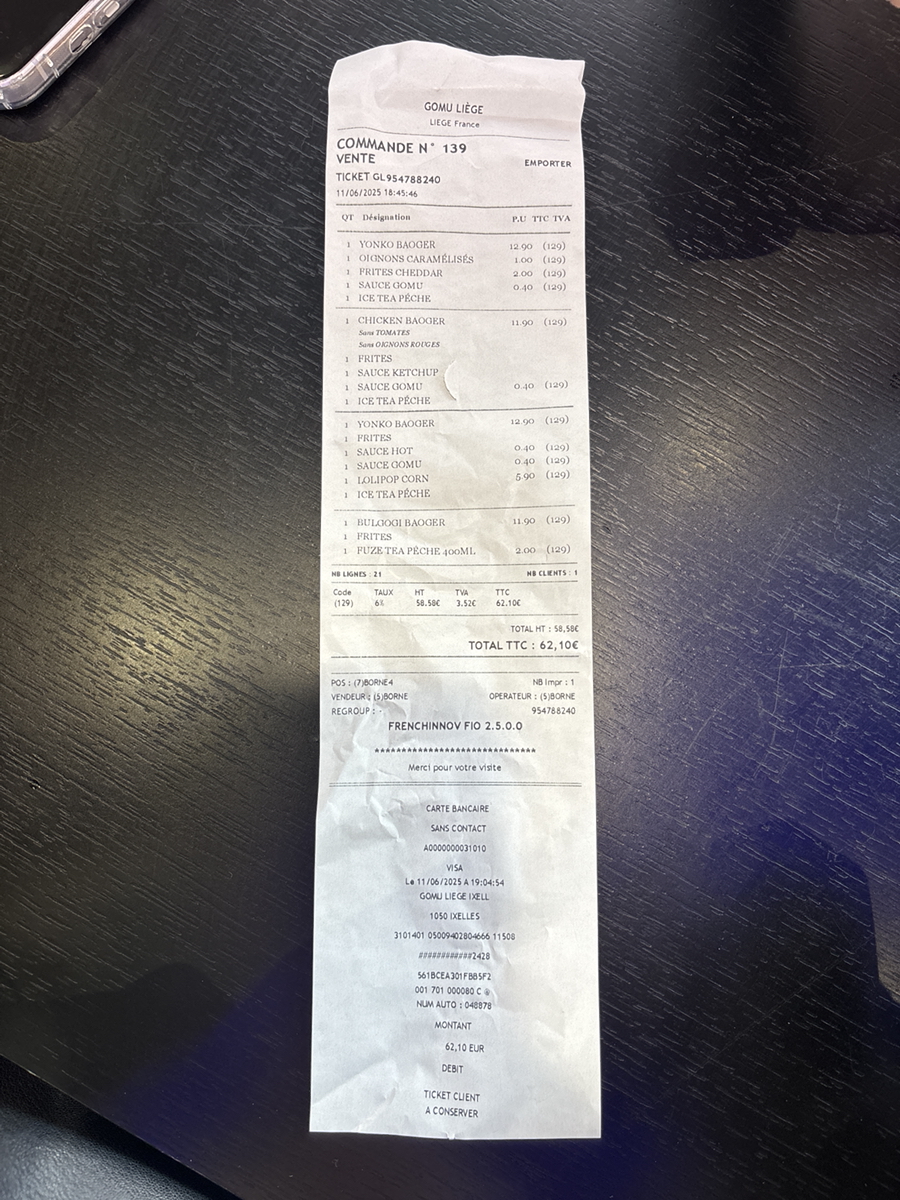 GOMU LIÈGE
LIEGE France
COMMANDE N° 139
VENTE EMPORTER
TICKET GL954788240
11/06/2025 18:45:46
QT Désignation P.U TTC TVA
1 YONKO BAOGER 12.90 (129)
1 OIGNONS CARAMÉLISÉS 1.00 (129)
1 FRITES CHEDDAR 2.00 (129)
1 SAUCE GOMU 0.40 (129)
1 ICE TEA PÊCHE
1 CHICKEN BAOGER 11.90 (129)
Sans TOMATES
Sans OIGNONS ROUGES
1 FRITES
1 SAUCE KETCHUP
1 SAUCE GOMU 0.40 (129)
1 ICE TEA PÊCHE
1 YONKO BAOGER 12.90 (129)
1 FRITES
1 SAUCE HOT 0.40 (129)
1 SAUCE GOMU 0.40 (129)
1 LOLIPOP CORN 5.90 (129)
1 ICE TEA PÊCHE
1 BULGOGI BAOGER 11.90 (129)
1 FRITES
1 FUZE TEA PÊCHE 400ML 2.00 (129)
NB LIGNES : 21 NB CLIENTS : 1
Code TAUX HT TVA TTC
(129) 6% 58.58€ 3.52€ 62.10€
TOTAL HT : 58,58€
TOTAL TTC : 62,10€
POS : (7)BORNE4 NB Impr : 1
VENDEUR : (5)BORNE OPERATEUR : (5)BORNE
REGROUP : - 954788240
FRENCHINNOV FIO 2.5.0.0
******************************
Merci pour votre visite
CARTE BANCAIRE
SANS CONTACT
A0000000031010
VISA
Le 11/06/2025 A 19:04:54
GOMU LIEGE IXELL
1050 IXELLES
3101401 05009402804666 11508
############2428
561BCEA301FBB5F2
001 701 000080 C @
NUM AUTO : 048878
MONTANT
62,10 EUR
DEBIT
TICKET CLIENT
A CONSERVER